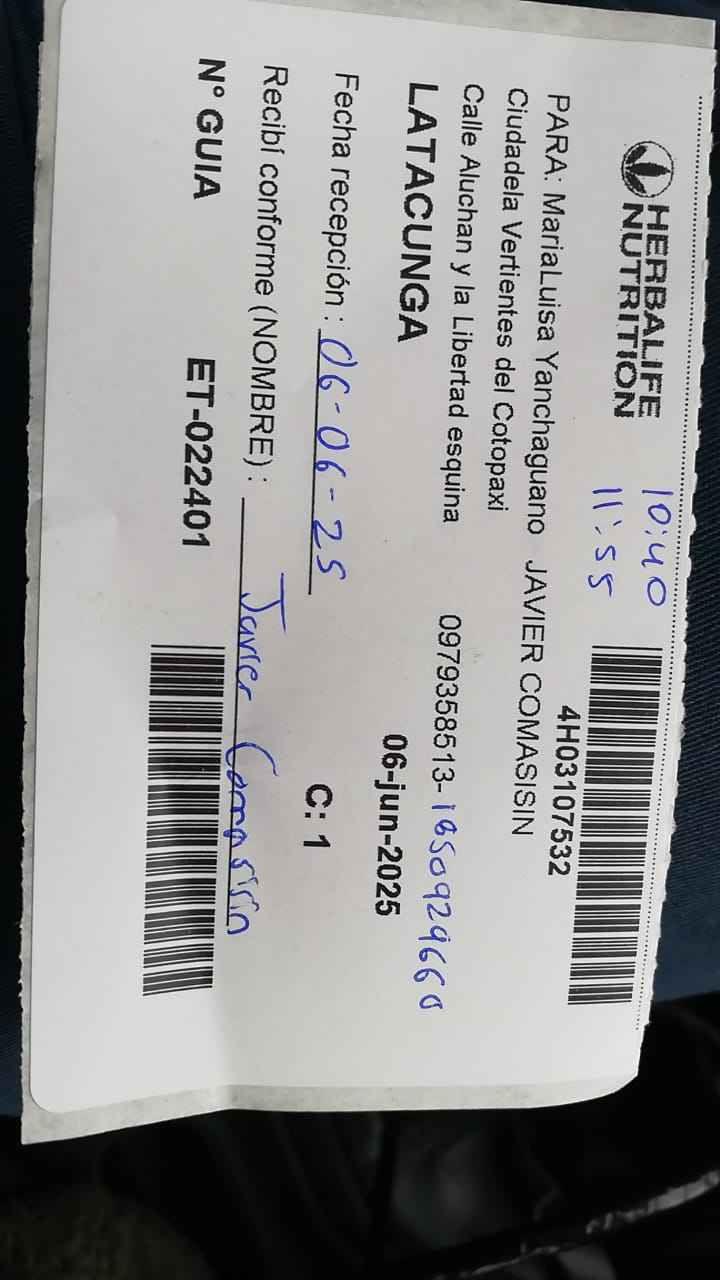 HERBALIFE
NUTRITION
10:40
11:55
4H03107532
PARA: MariaLuisa Yanchaguano JAVIER COMASISIN
Ciudadela Vertientes del Cotopaxi
Calle Aluchan y la Libertad esquina 0979358513-
LATACUNGA 06-jun-2025
Fecha recepción : 06-06-25 C: 1
Recibí conforme (NOMBRE) : Javier Comasisin
N° GUIA ET-022401